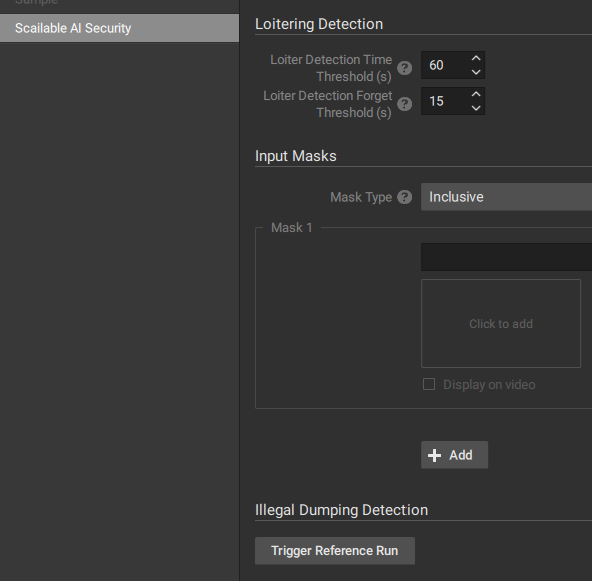 Sample
Scailable AI Security
Loitering Detection
Loiter Detection Time
Threshold (s)
60
Loiter Detection Forget
Threshold (s)
15
Input Masks
Mask Type
Inclusive
Mask 1
Click to add
Display on video
Add
Illegal Dumping Detection
Trigger Reference Run